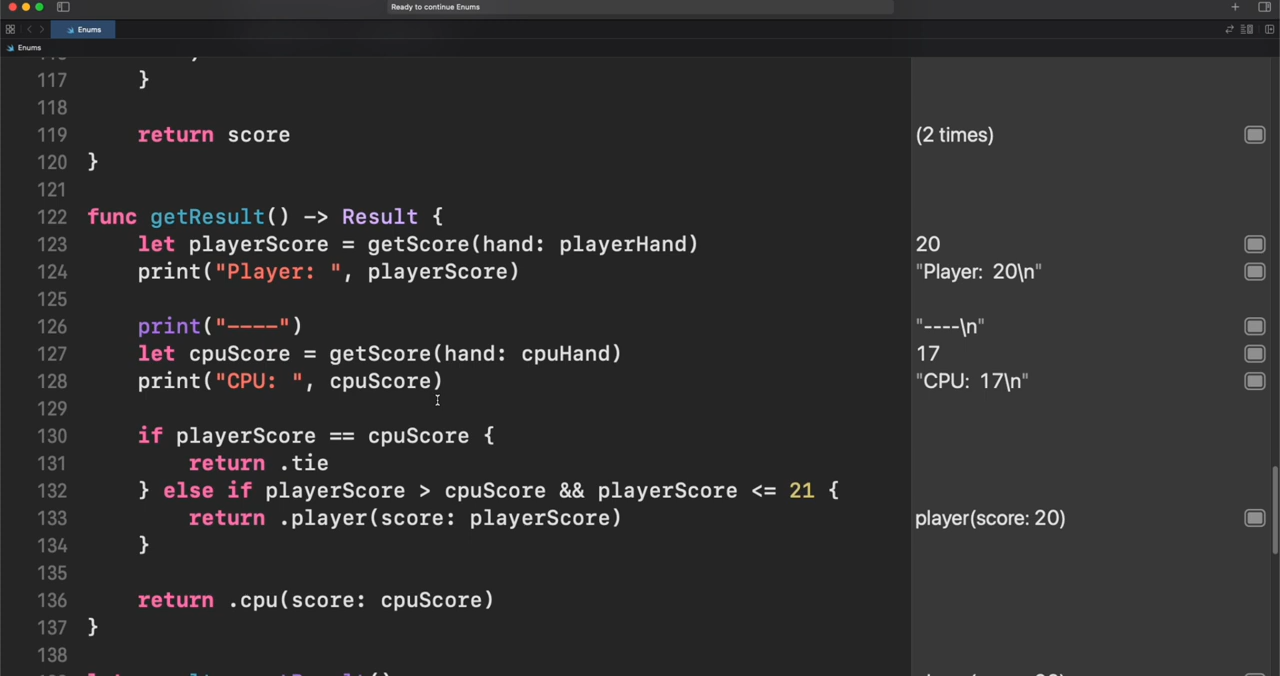 Ready to continue Enums
Enums
Enums
117 }
118
119 return score (2 times)
120 }
121
122 func getResult() -> Result {
123 let playerScore = getScore(hand: playerHand) 20
124 print("Player: ", playerScore) "Player: 20\n"
125
126 print("----") "----\n"
127 let cpuScore = getScore(hand: cpuHand) 17
128 print("CPU: ", cpuScore) "CPU: 17\n"
129
130 if playerScore == cpuScore {
131 return .tie
132 } else if playerScore > cpuScore && playerScore <= 21 {
133 return .player(score: playerScore) player(score: 20)
134 }
135
136 return .cpu(score: cpuScore)
137 }
138